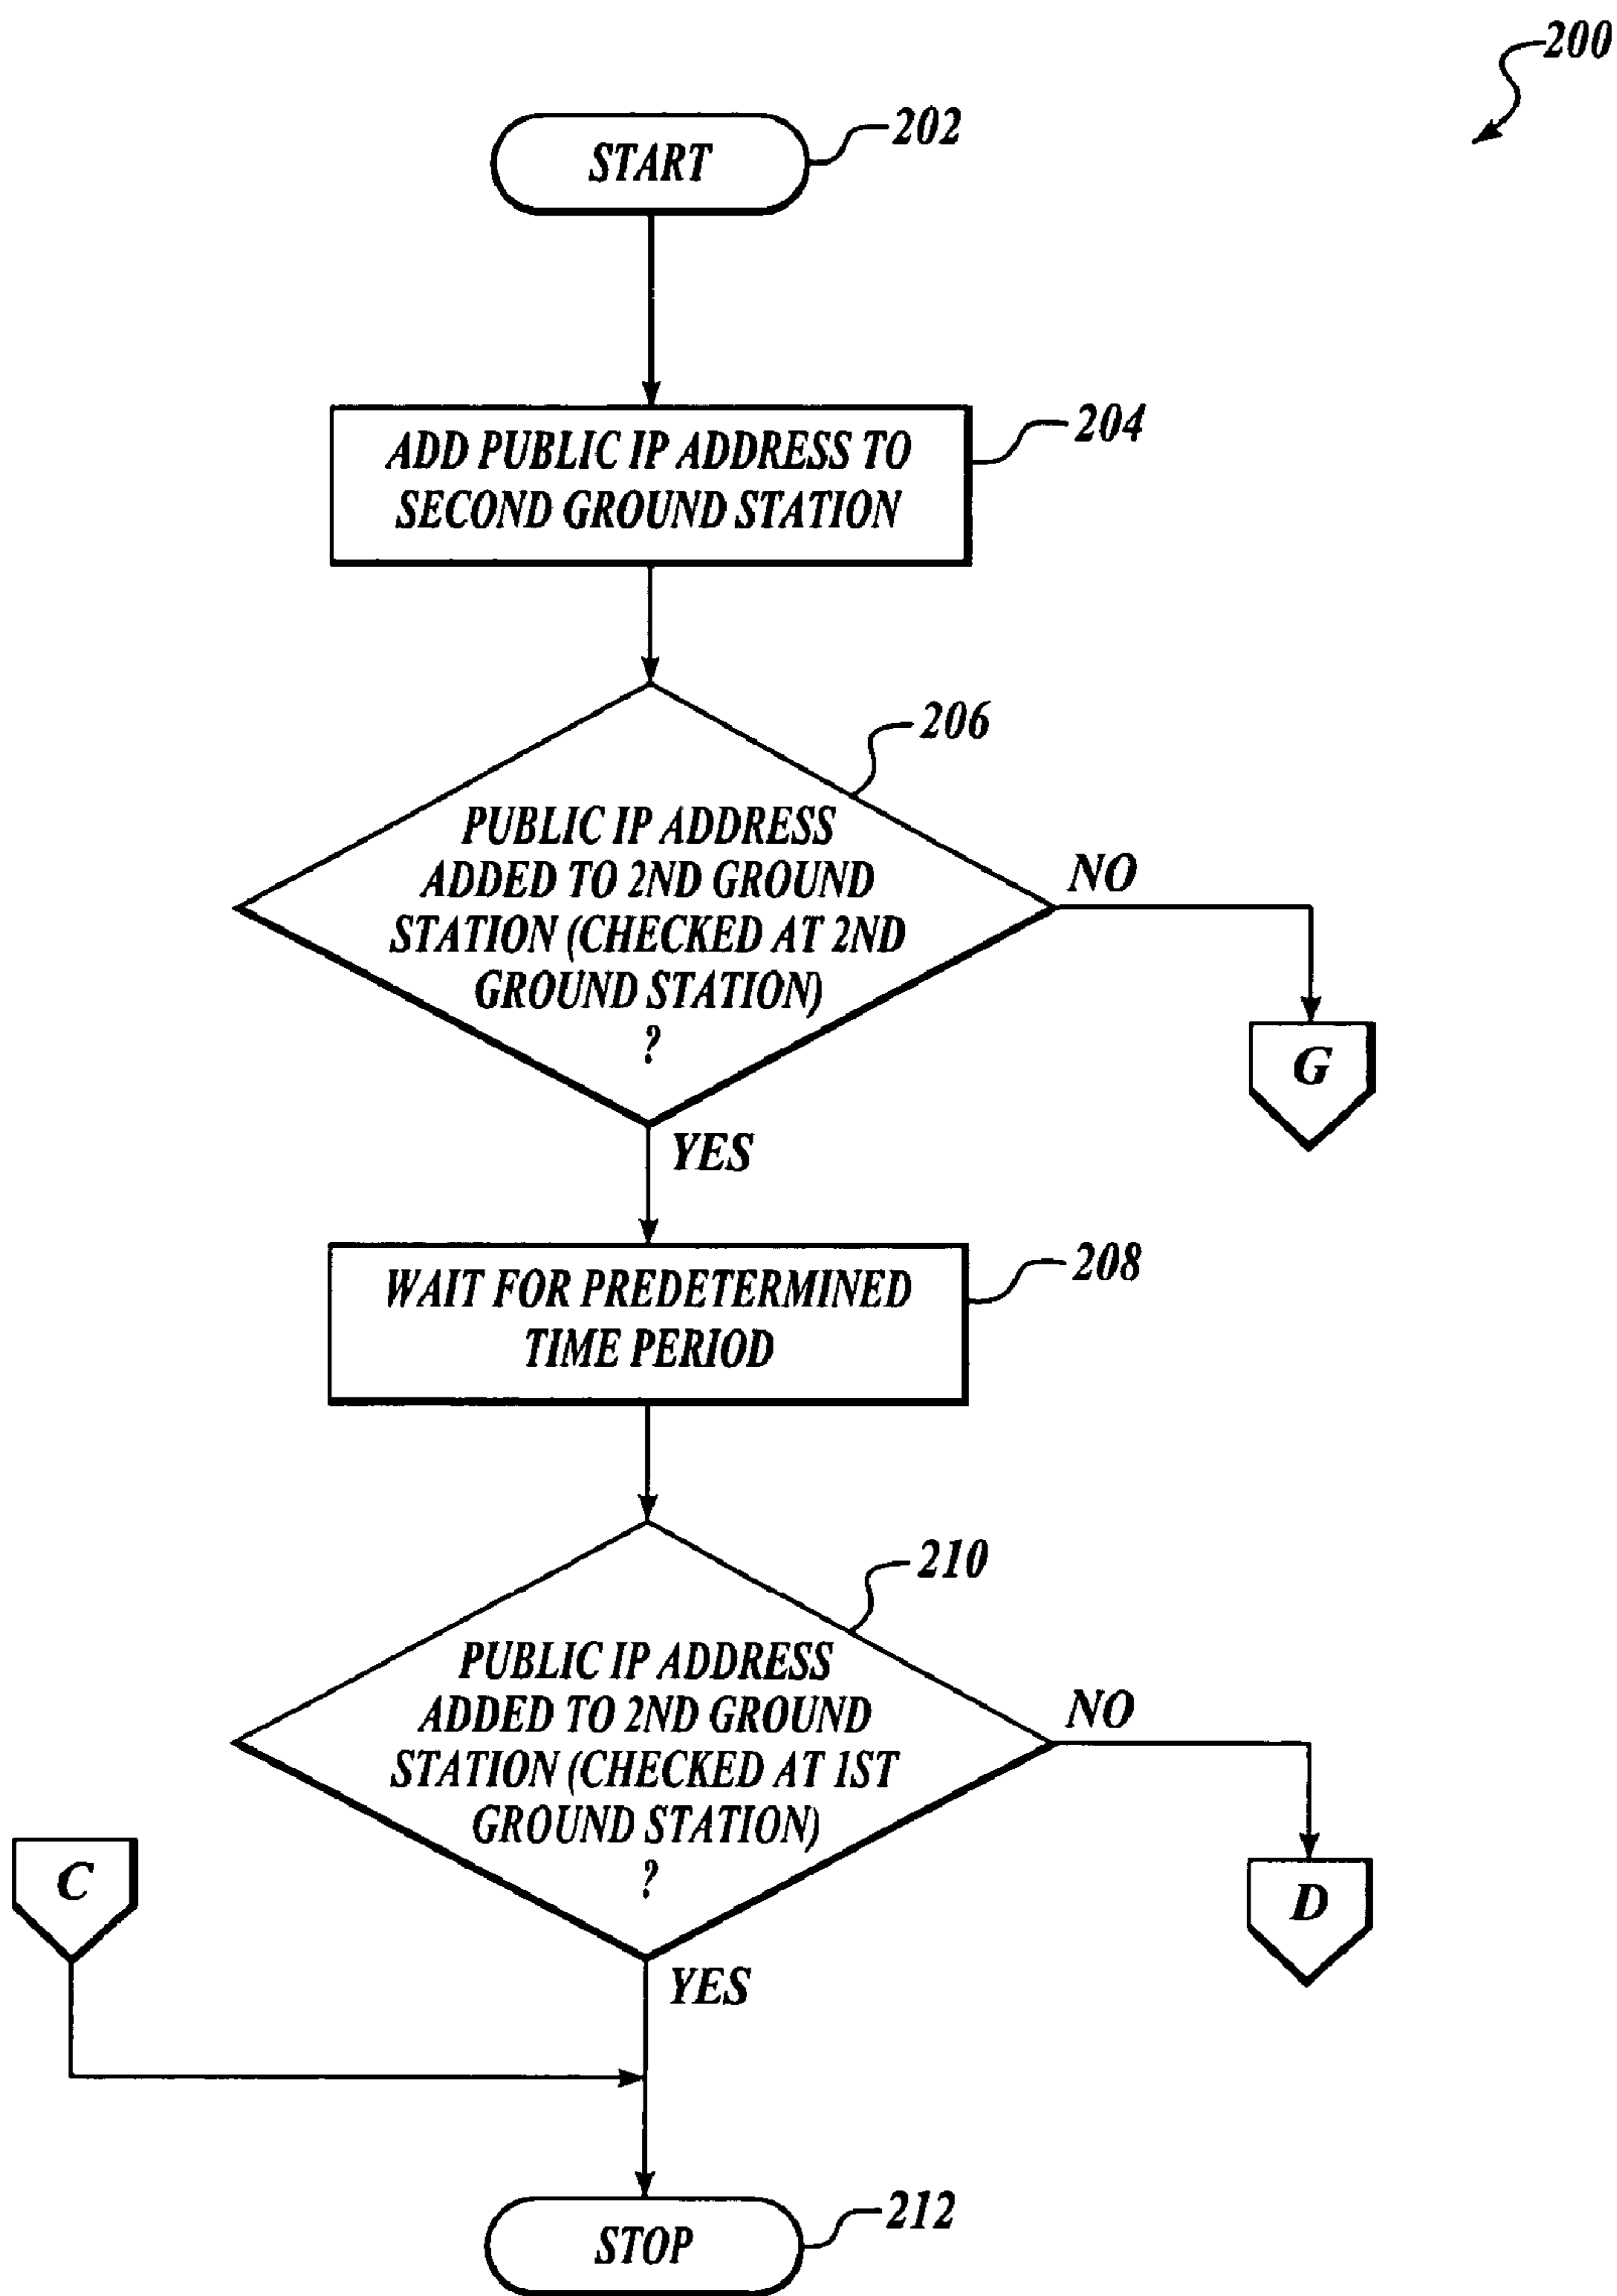 200
START
202
ADD PUBLIC IP ADDRESS TO
SECOND GROUND STATION
204
206
PUBLIC IP ADDRESS
ADDED TO 2ND GROUND
STATION (CHECKED AT 2ND
GROUND STATION)
?
NO
G
YES
WAIT FOR PREDETERMINED
TIME PERIOD
208
210
PUBLIC IP ADDRESS
ADDED TO 2ND GROUND
STATION (CHECKED AT 1ST
GROUND STATION)
?
NO
C
D
YES
STOP
212